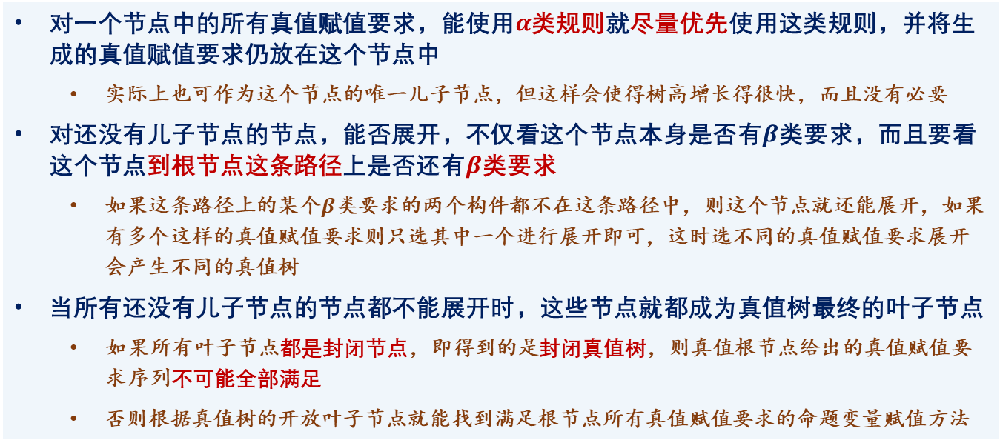 • 对一个节点中的所有真值赋值要求，能使用α类规则就尽量优先使用这类规则，并将生
成的真值赋值要求仍放在这个节点中
• 实际上也可作为这个节点的唯一儿子节点，但这样会使得树高增长得很快，而且没有必要
• 对还没有儿子节点的节点，能否展开，不仅看这个节点本身是否有β类要求，而且要看
这个节点到根节点这条路径上是否还有β类要求
• 如果这条路径上的某个β类要求的两个构件都不在这条路径中，则这个节点就还能展开，如果
有多个这样的真值赋值要求则只选其中一个进行展开即可，这时选不同的真值赋值要求展开
会产生不同的真值树
• 当所有还没有儿子节点的节点都不能展开时，这些节点就都成为真值树最终的叶子节点
• 如果所有叶子节点都是封闭节点，即得到的是封闭真值树，则真值根节点给出的真值赋值要
求序列不可能全部满足
• 否则根据真值树的开放叶子节点就能找到满足根节点所有真值赋值要求的命题变量赋值方法